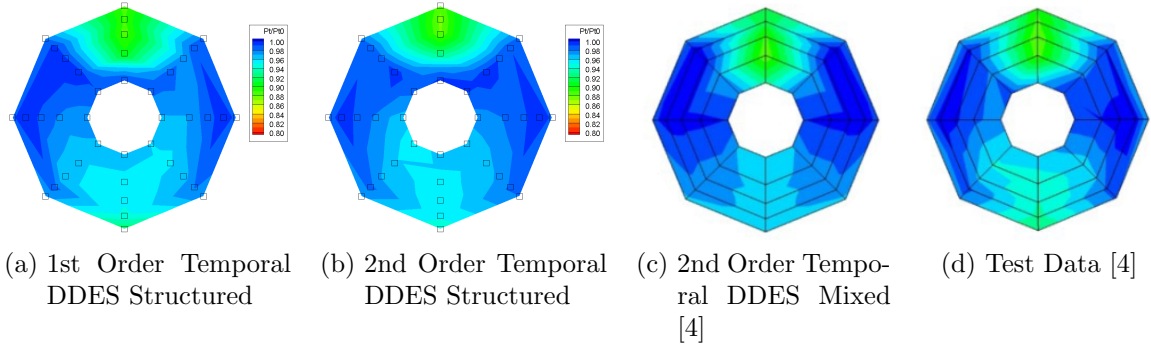 Pt/Pt0
1.00
0.98
0.96
0.94
0.92
0.90
0.88
0.86
0.84
0.82
0.80
Pt/Pt0
1.00
0.98
0.96
0.94
0.92
0.90
0.88
0.86
0.84
0.82
0.80
(a) 1st Order Temporal
DDES Structured
(b) 2nd Order Temporal
DDES Structured
(c) 2nd Order Tempo-
ral DDES Mixed
[4]
(d) Test Data [4]